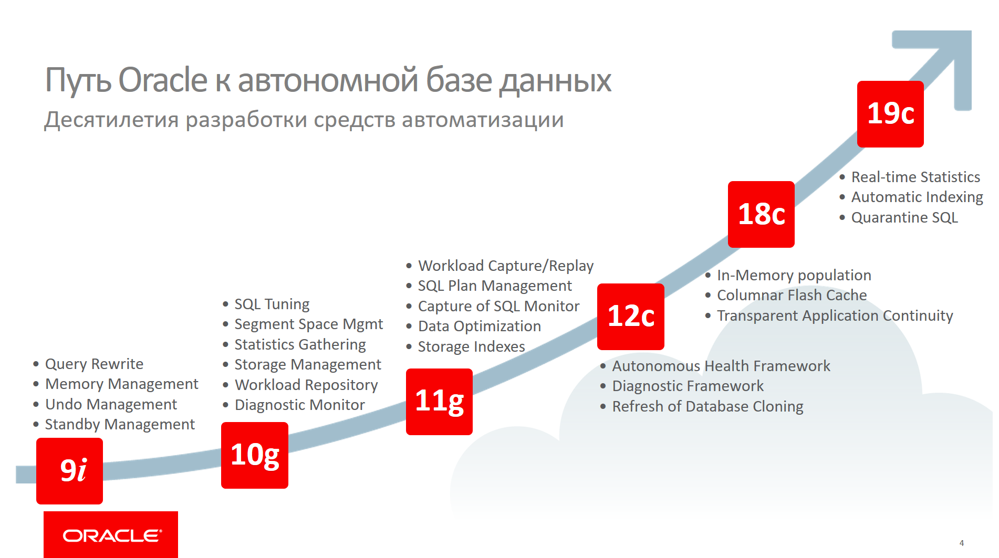 Путь Oracle к автономной базе данных
Десятилетия разработки средств автоматизации
• Query Rewrite
• Memory Management
• Undo Management
• Standby Management
9i
• SQL Tuning
• Segment Space Mgmt
• Statistics Gathering
• Storage Management
• Workload Repository
• Diagnostic Monitor
10g
• Workload Capture/Replay
• SQL Plan Management
• Capture of SQL Monitor
• Data Optimization
• Storage Indexes
11g
12c
• Autonomous Health Framework
• Diagnostic Framework
• Refresh of Database Cloning
18c
• In-Memory population
• Columnar Flash Cache
• Transparent Application Continuity
19c
• Real-time Statistics
• Automatic Indexing
• Quarantine SQL
ORACLE®
4